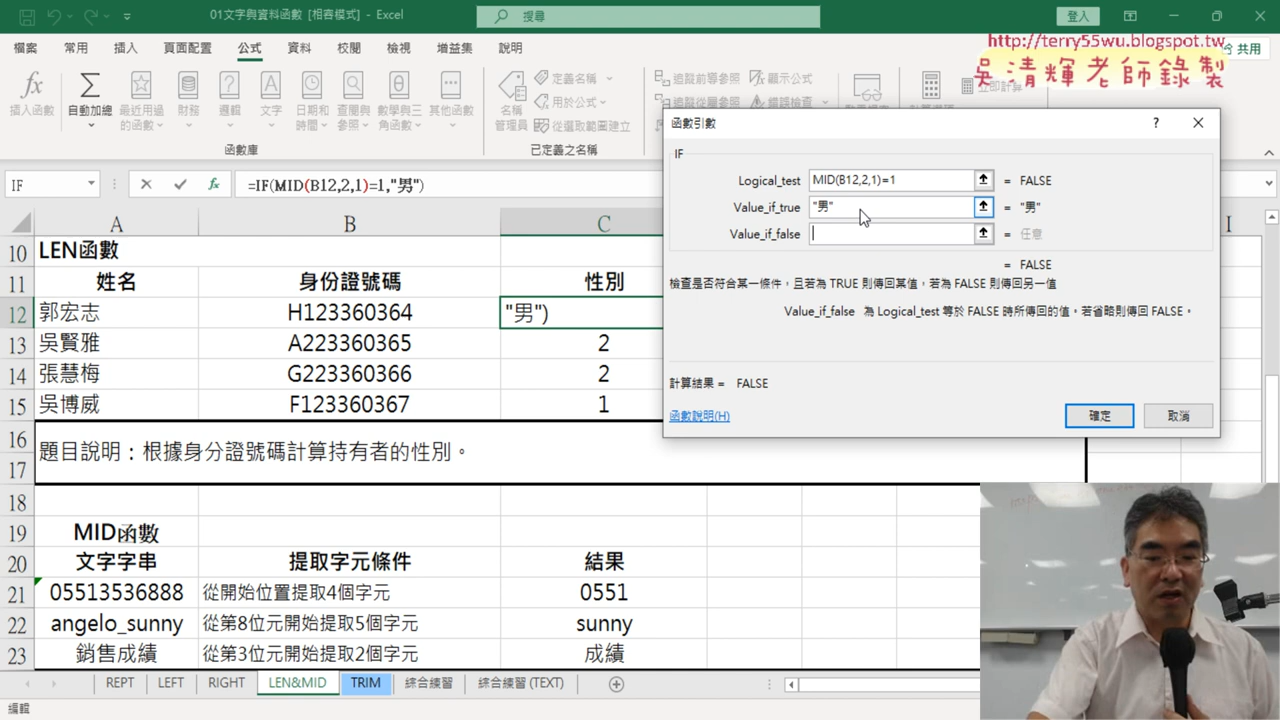 01文字與資料函數 [相容模式] - Excel
搜尋
登入
檔案 常用 插入 頁面配置 公式 資料 校閱 檢視 增益集 說明
共用
http://terry55wu.blogspot.tw
吳清輝老師錄製
插入函數
自動加總
最近用過的函數
財務
邏輯
文字
日期和時間
查閱與參照
數學與三角函數
其他函數
函數庫
名稱管理員
定義名稱
用於公式
從選取範圍建立
已定義之名稱
追蹤前導參照
追蹤從屬參照
顯示公式
錯誤檢查
立即計算
IF
=IF(MID(B12,2,1)=1,"男")
函數引數
IF
Logical_test MID(B12,2,1)=1 = FALSE
Value_if_true "男" = "男"
Value_if_false = 任意
= FALSE
檢查是否符合某一條件，且若為 TRUE 則傳回某值，若為 FALSE 則傳回另一值
Value_if_false 為 Logical_test 等於 FALSE 時所傳回的值。若省略則傳回 FALSE。
計算結果 = FALSE
函數說明(H)
確定 取消
A B C I
10 LEN函數
11 姓名 身份證號碼 性別
12 郭宏志 H123360364 "男")
13 吳賢雅 A223360365 2
14 張慧梅 G223360366 2
15 吳博威 F123360367 1
16
題目說明：根據身分證號碼計算持有者的性別。
17
18
19 MID函數
20 文字字串 提取字元條件 結果
21 05513536888 從開始位置提取4個字元 0551
22 angelo_sunny 從第8位元開始提取5個字元 sunny
23 銷售成績 從第3位元開始提取2個字元 成績
REPT LEFT RIGHT LEN&MID TRIM 綜合練習 綜合練習 (TEXT)
編輯